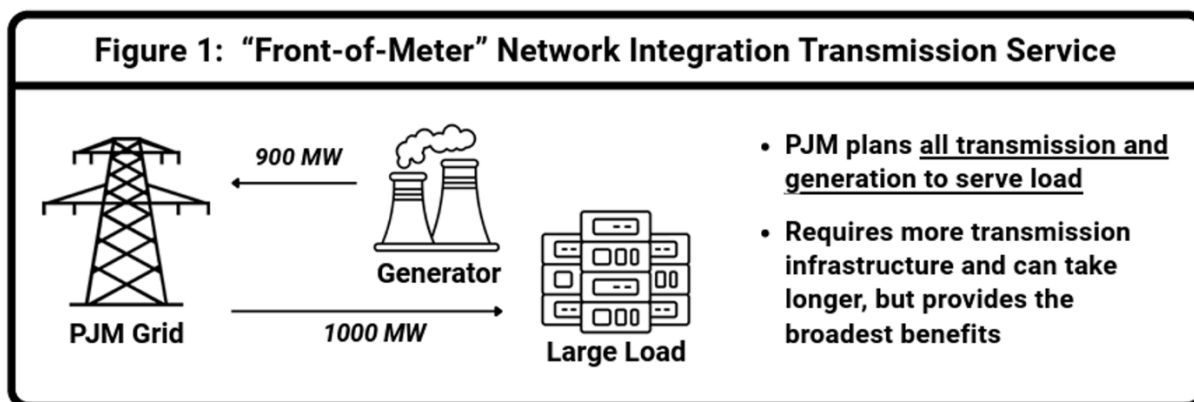 Figure 1:  “Front-of-Meter” Network Integration Transmission Service
900 MW
Generator
PJM Grid
1000 MW
Large Load
• PJM plans all transmission and
generation to serve load
• Requires more transmission
infrastructure and can take
longer, but provides the
broadest benefits